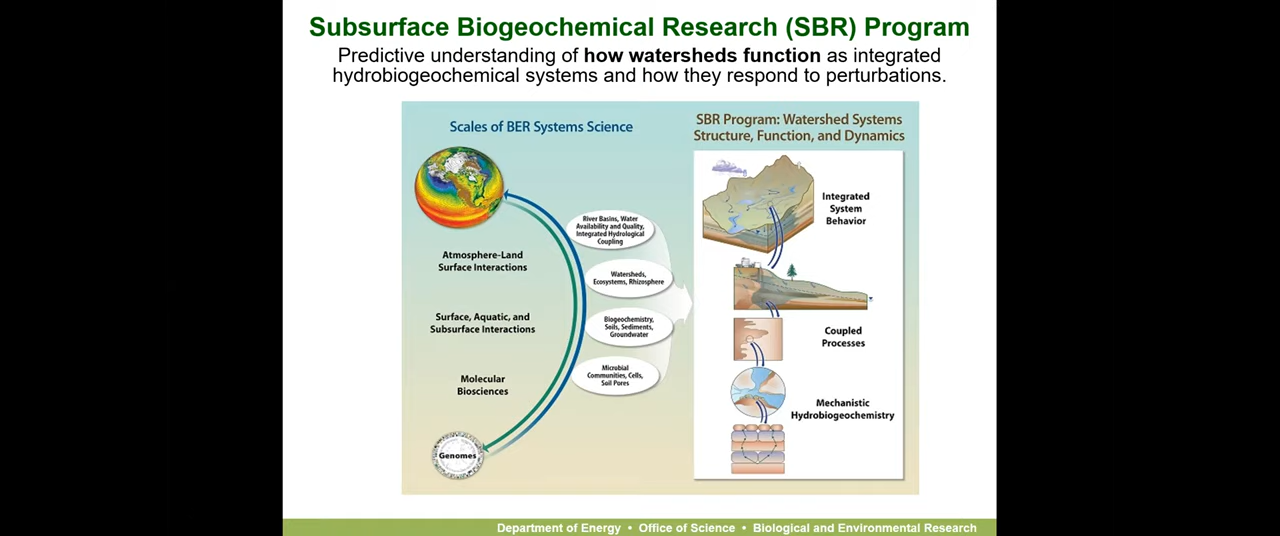 Subsurface Biogeochemical Research (SBR) Program
Predictive understanding of how watersheds function as integrated
hydrobiogeochemical systems and how they respond to perturbations.
Scales of BER Systems Science
Atmosphere-Land
Surface Interactions
Surface, Aquatic, and
Subsurface Interactions
Molecular
Biosciences
Genomes
River Basins, Water
Availability and Quality,
Integrated Hydrological
Coupling
Watersheds,
Ecosystems, Rhizosphere
Biogeochemistry,
Soils, Sediments,
Groundwater
Microbial
Communities, Cells,
Soil Pores
SBR Program: Watershed Systems
Structure, Function, and Dynamics
Integrated
System
Behavior
Coupled
Processes
Mechanistic
Hydrobiogeochemistry
Department of Energy • Office of Science • Biological and Environmental Research